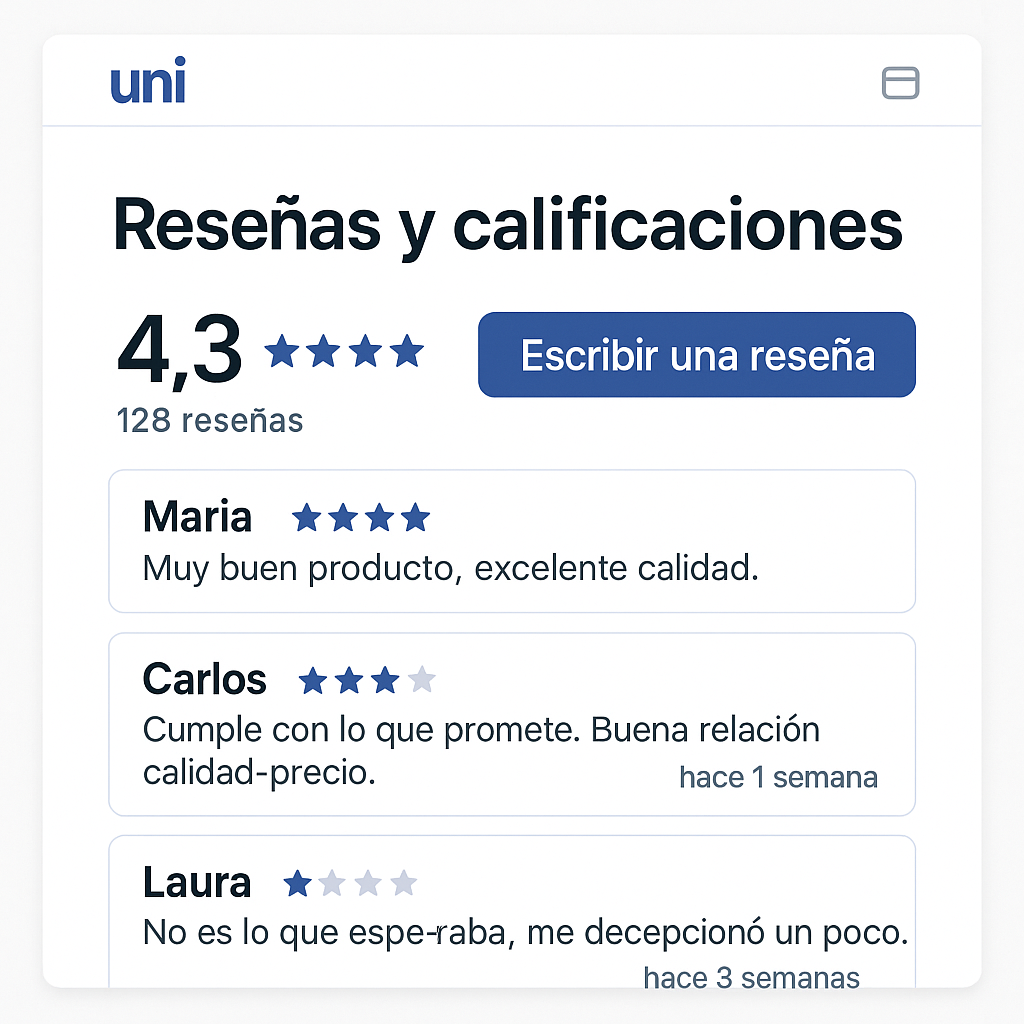 uni
Reseñas y calificaciones
4,3
Escribir una reseña
128 reseñas
Maria
Muy buen producto, excelente calidad.
Carlos
Cumple con lo que promete. Buena relación
calidad-precio.
hace 1 semana
Laura
No es lo que espe-raba, me decepcionó un poco.
hace 3 semanas